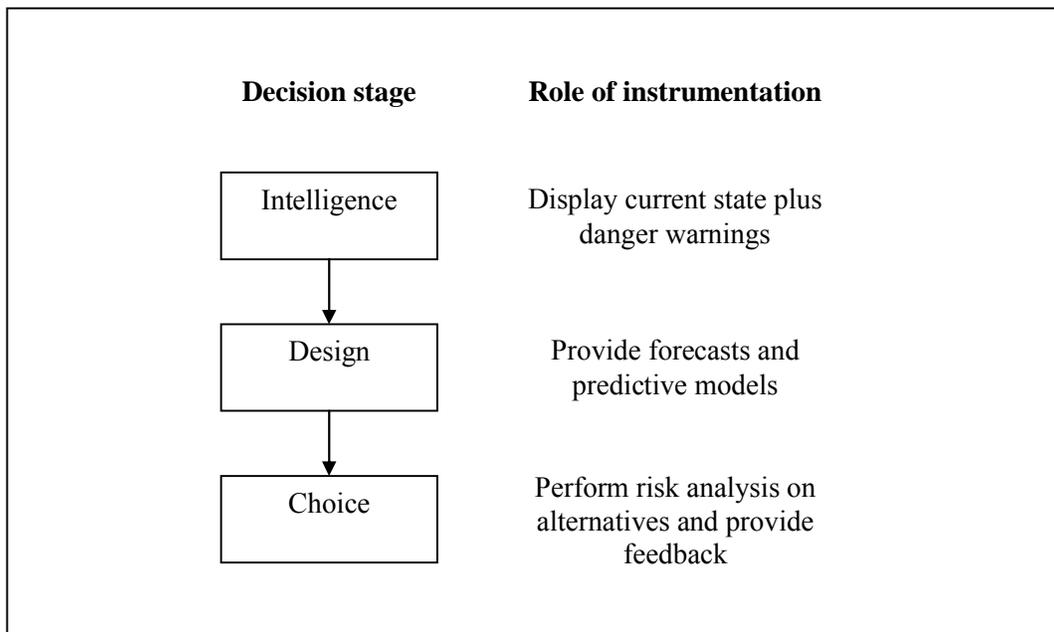 Decision stage
Role of instrumentation
Intelligence
Display current state plus
danger warnings
Design
Provide forecasts and
predictive models
Choice
Perform risk analysis on
alternatives and provide
feedback